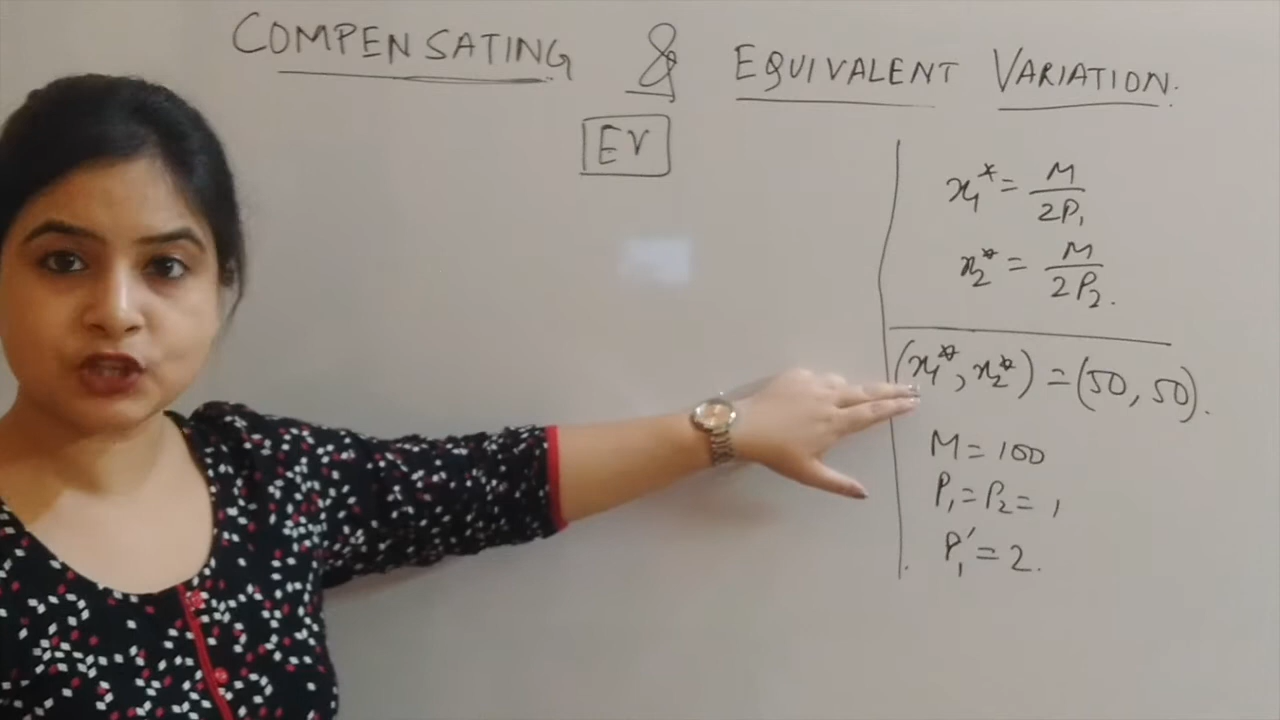 COMPENSATING & EQUIVALENT VARIATION.
EV
x₁* = M/2P₁
x₂* = M/2P₂.
(x₁*, x₂*) = (50, 50).
M = 100
P₁ = P₂ = 1
P₁' = 2.